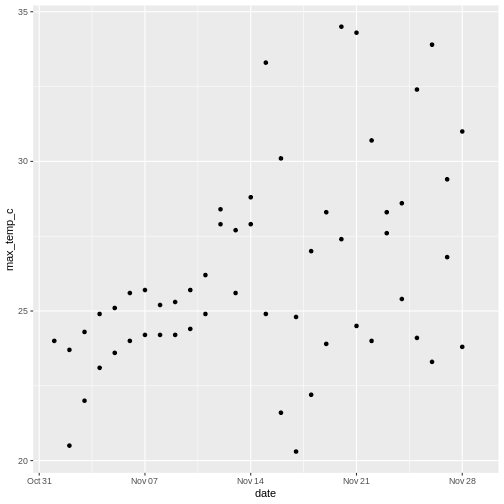 35
30
25
20
max_temp_c
Oct 31
Nov 07
Nov 14
Nov 21
Nov 28
date